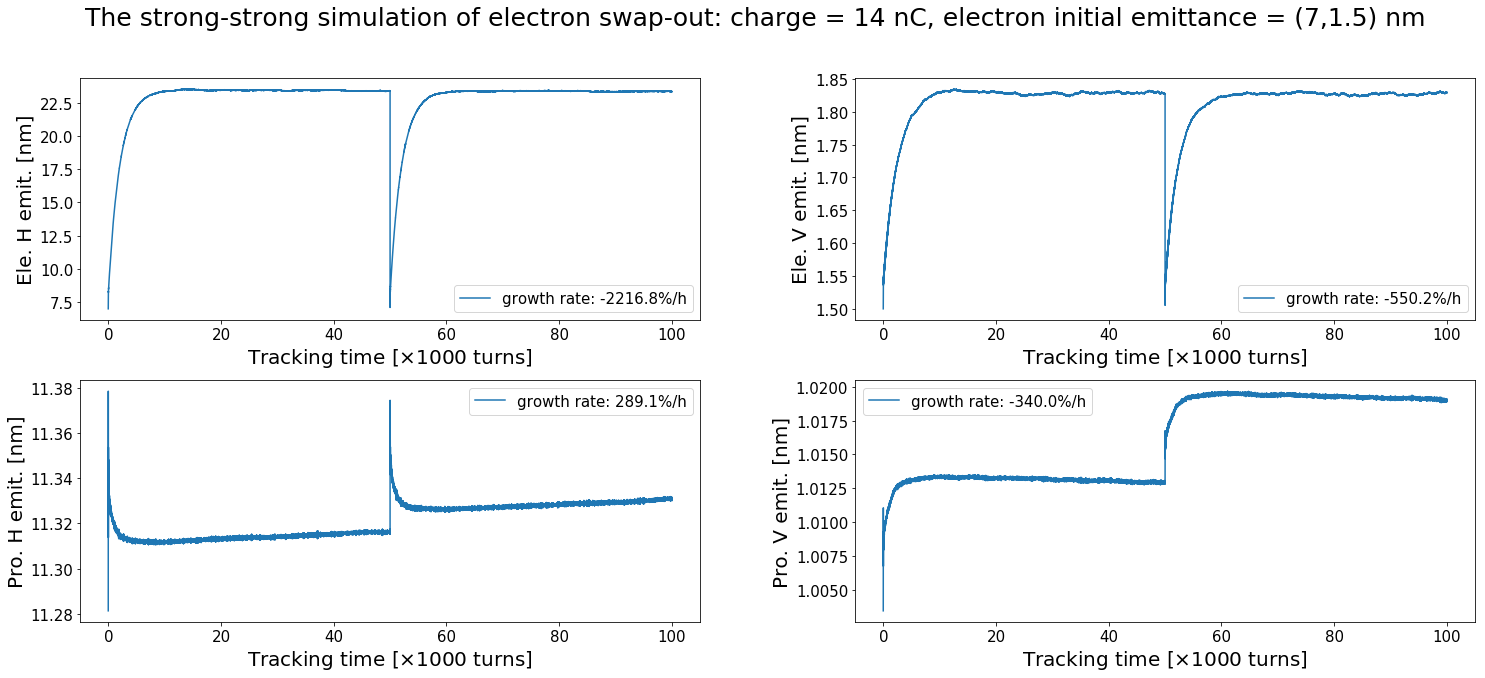 The strong-strong simulation of electron swap-out: charge = 14 nC, electron initial emittance = (7,1.5) nm
Ele. H emit. [nm]
22.5
20.0
17.5
15.0
12.5
10.0
7.5
growth rate: -2216.8%/h
0 20 40 60 80 100
Tracking time [×1000 turns]
Ele. V emit. [nm]
1.85
1.80
1.75
1.70
1.65
1.60
1.55
1.50
growth rate: -550.2%/h
0 20 40 60 80 100
Tracking time [×1000 turns]
Pro. H emit. [nm]
11.38
11.36
11.34
11.32
11.30
11.28
growth rate: 289.1%/h
0 20 40 60 80 100
Tracking time [×1000 turns]
Pro. V emit. [nm]
1.0200
1.0175
1.0150
1.0125
1.0100
1.0075
1.0050
growth rate: -340.0%/h
0 20 40 60 80 100
Tracking time [×1000 turns]